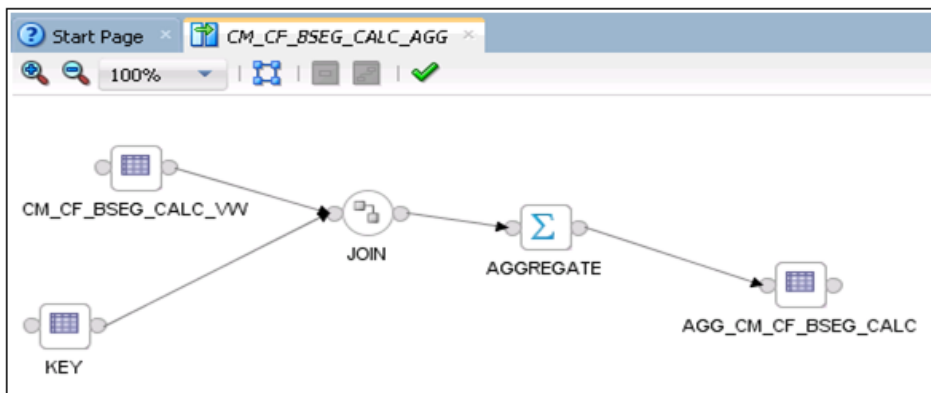 Start Page
CM_CF_BSEG_CALC_AGG
100%
CM_CF_BSEG_CALC_VW
JOIN
Σ
AGGREGATE
AGG_CM_CF_BSEG_CALC
KEY